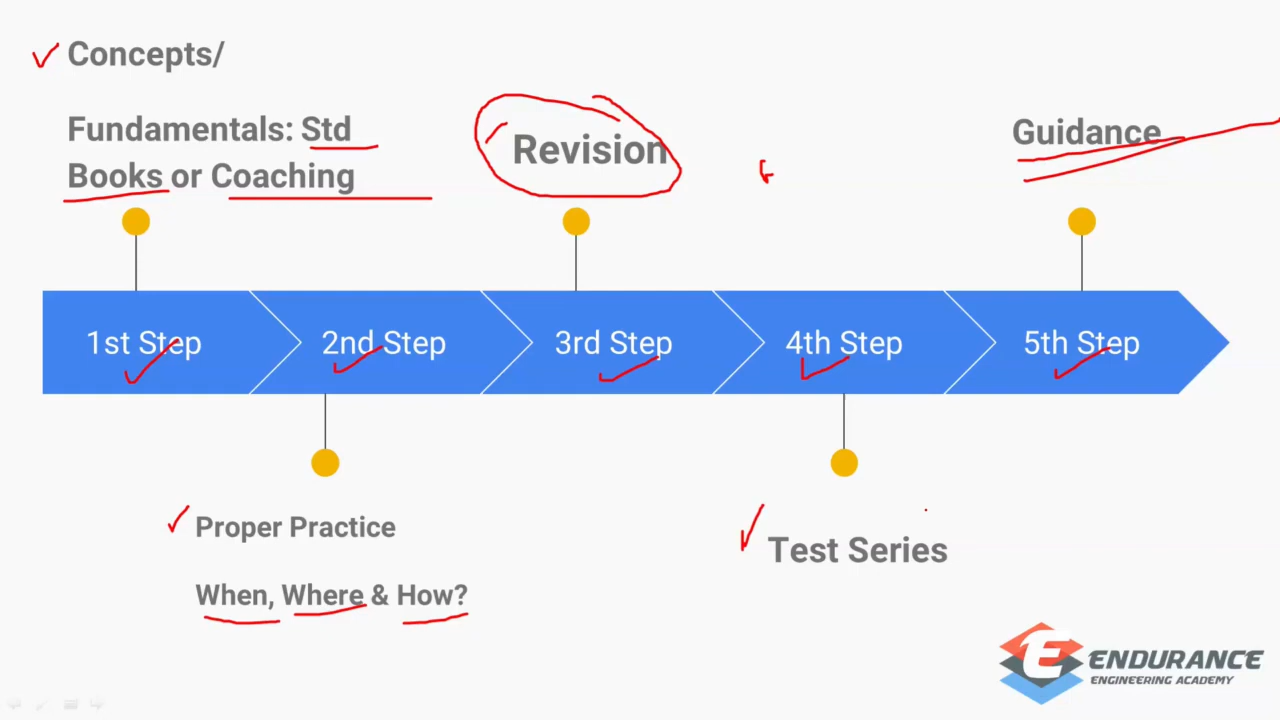 Concepts/
Fundamentals: Std
Books or Coaching
Revision
Guidance
1st Step
2nd Step
3rd Step
4th Step
5th Step
Proper Practice
When, Where & How?
Test Series
ENDURANCE
ENGINEERING ACADEMY